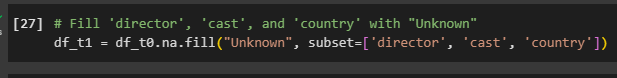 [27] # Fill 'director', 'cast', and 'country' with "Unknown"
df_t1 = df_t0.na.fill("Unknown", subset=['director', 'cast', 'country'])